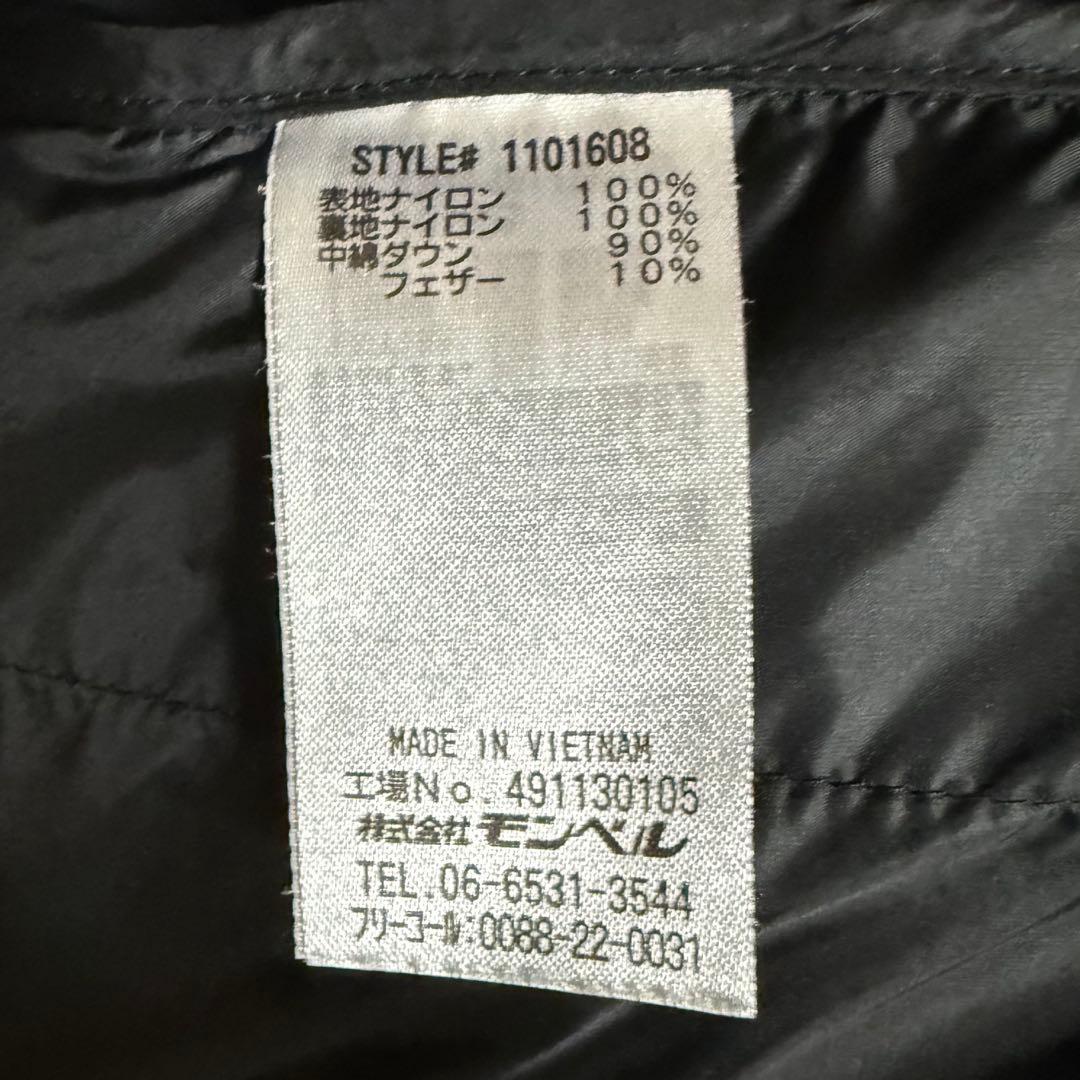 STYLE# 1101608
表地ナイロン 100%
裏地ナイロン 100%
中綿ダウン 90%
フェザー 10%
MADE IN VIETNAM
工場No. 491130105
株式会社モンベル
TEL.06-6531-3544
フリーコール:0088-22-0031